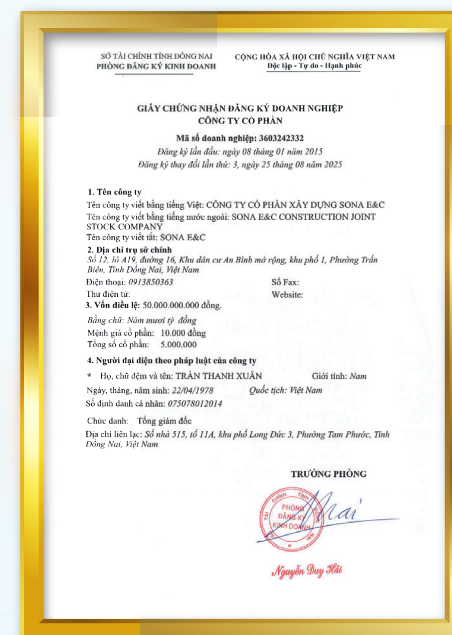 SỞ TÀI CHÍNH TỈNH ĐỒNG NAI
PHÒNG ĐĂNG KÝ KINH DOANH
CỘNG HÒA XÃ HỘI CHỦ NGHĨA VIỆT NAM
Độc lập - Tự do - Hạnh phúc
GIẤY CHỨNG NHẬN ĐĂNG KÝ DOANH NGHIỆP
CÔNG TY CỔ PHẦN
Mã số doanh nghiệp: 3603242332
Đăng ký lần đầu: ngày 08 tháng 01 năm 2015
Đăng ký thay đổi lần thứ: 3, ngày 25 tháng 08 năm 2025
1. Tên công ty
Tên công ty viết bằng tiếng Việt: CÔNG TY CỔ PHẦN XÂY DỰNG SONA E&C
Tên công ty viết bằng tiếng nước ngoài: SONA E&C CONSTRUCTION JOINT
STOCK COMPANY
Tên công ty viết tắt: SONA E&C
2. Địa chỉ trụ sở chính
Số 12, lô A19, đường 16, Khu dân cư An Bình mở rộng, khu phố 1, Phường Trấn
Biên, Tỉnh Đồng Nai, Việt Nam
Điện thoại: 0913850363 Số Fax:
Thư điện tử: Website:
3. Vốn điều lệ: 50.000.000.000 đồng.
Bằng chữ: Năm mươi tỷ đồng
Mệnh giá cổ phần: 10.000 đồng
Tổng số cổ phần: 5.000.000
4. Người đại diện theo pháp luật của công ty
* Họ, chữ đệm và tên: TRẦN THANH XUÂN Giới tính: Nam
Ngày, tháng, năm sinh: 22/04/1978 Quốc tịch: Việt Nam
Số định danh cá nhân: 075078012014
Chức danh: Tổng giám đốc
Địa chỉ liên lạc: Số nhà 515, tổ 11A, khu phố Long Đức 3, Phường Tam Phước, Tỉnh
Đồng Nai, Việt Nam
TRƯỞNG PHÒNG
PHÒNG
ĐĂNG KÝ
KINH DOANH
Nguyễn Duy Hải